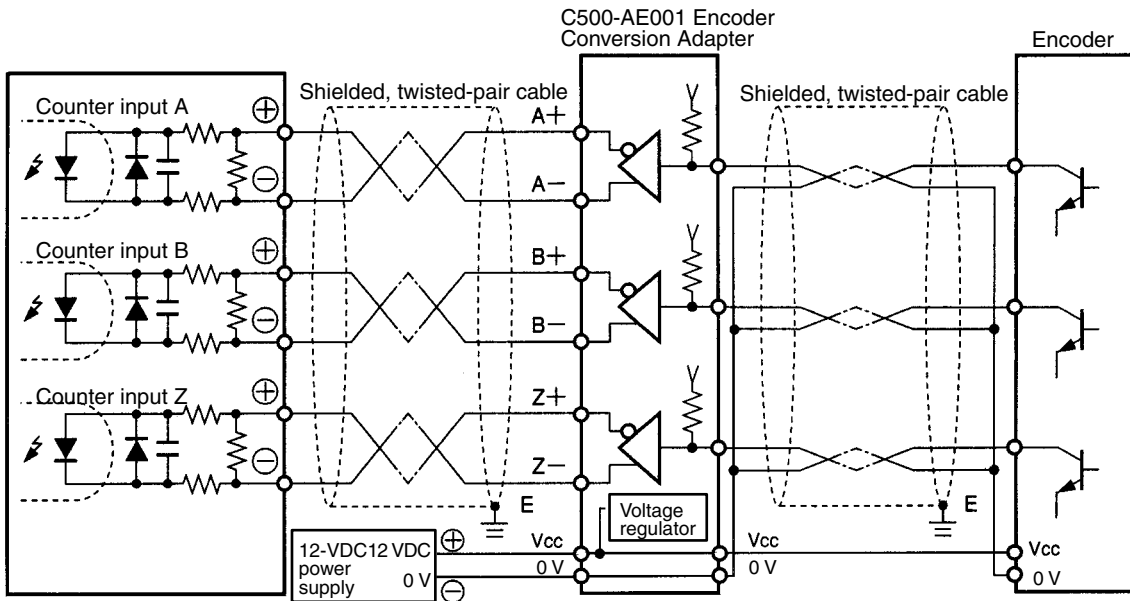 C500-AE001 Encoder
Conversion Adapter
Encoder
Counter input A
Shielded, twisted-pair cable
Shielded, twisted-pair cable
+
A+
−
A−
Counter input B
+
B+
−
B−
Counter input Z
+
Z+
−
Z−
E
E
Voltage
regulator
12-VDC12 VDC
power
supply
+
0 V
−
Vcc
0 V
Vcc
0 V
Vcc
0 V